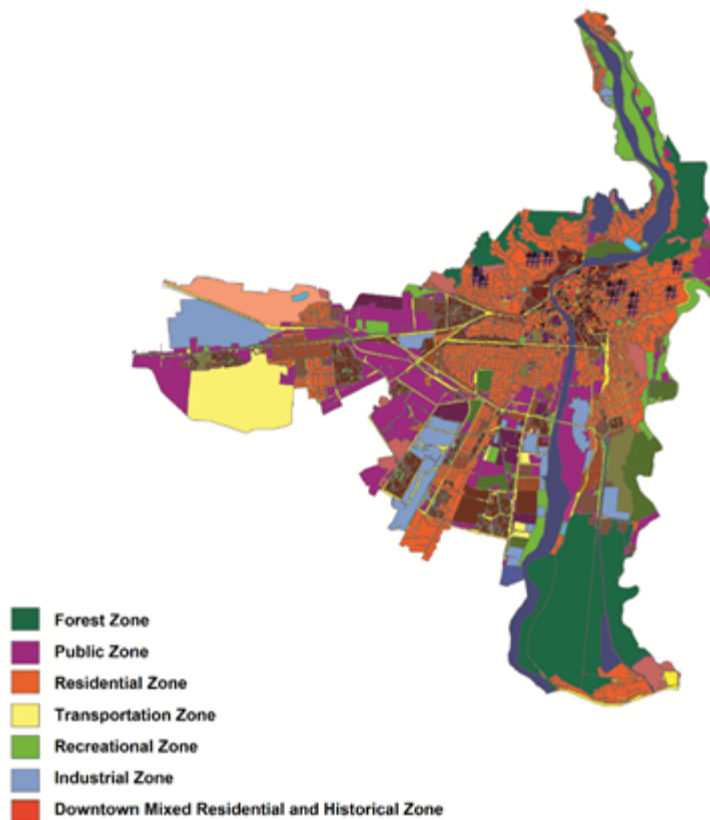 Forest Zone
Public Zone
Residential Zone
Transportation Zone
Recreational Zone
Industrial Zone
Downtown Mixed Residential and Historical Zone